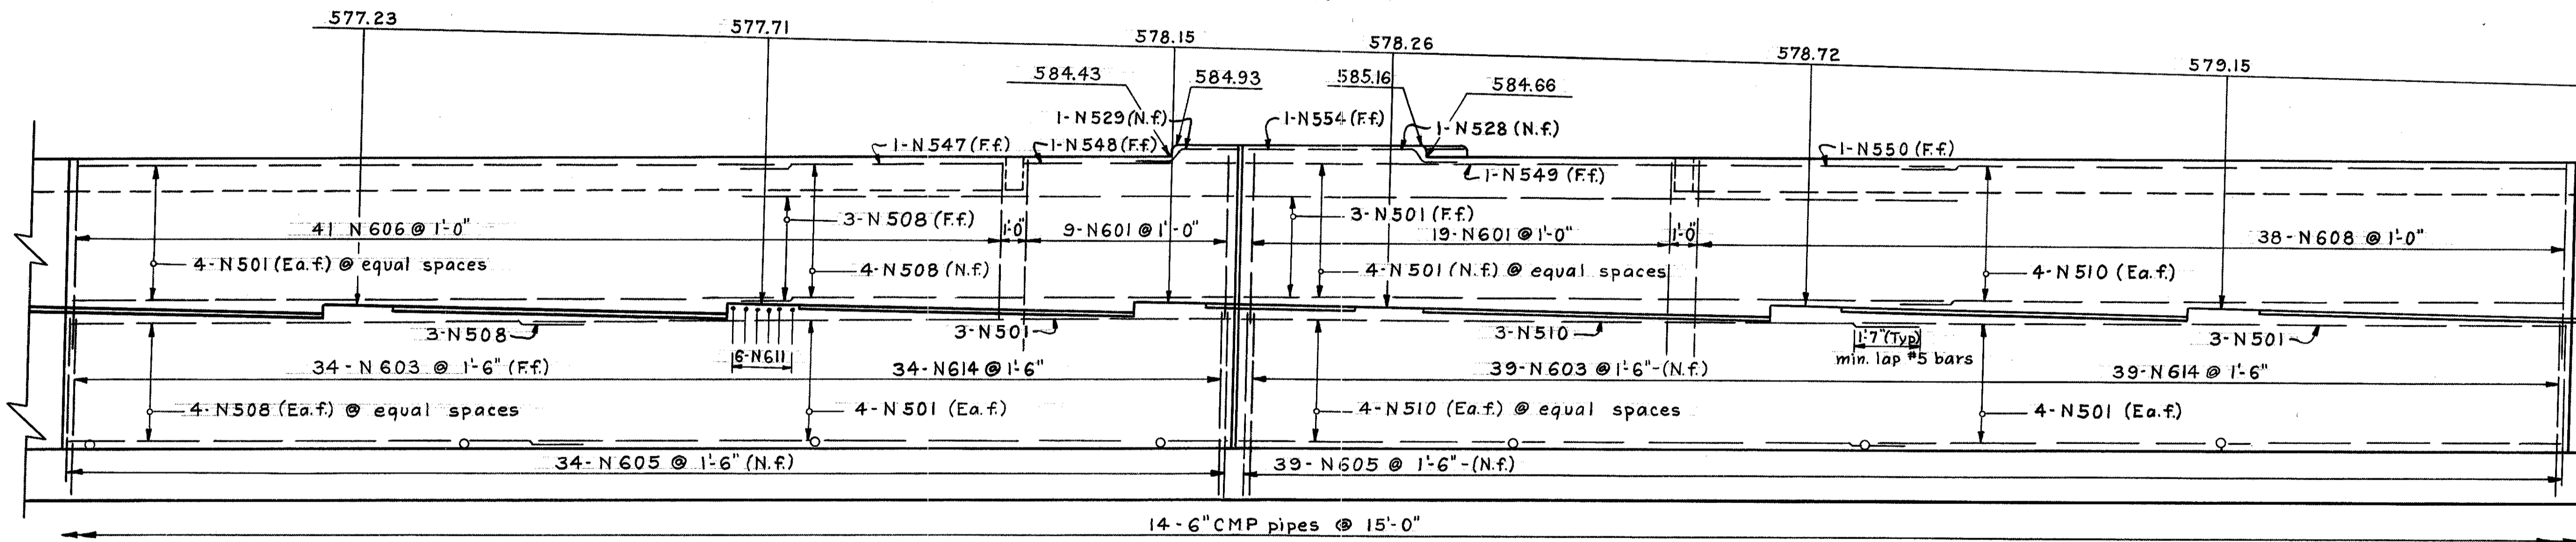 577.23
577.71
578.15
578.26
578.72
579.15
584.43
584.93
585.16
584.66
1-N529 (N.f.)
1-N554 (F.f.)
1-N528 (N.f.)
1-N547 (F.f.)
1-N548 (F.f.)
1-N550 (F.f.)
1-N549 (F.f.)
3-N508 (F.f.)
3-N501 (F.f.)
41 N606 @ 1'-0"
1'-0"
9-N601 @ 1'-0"
19-N601 @ 1'-0"
1'-0"
38-N608 @ 1'-0"
4-N501 (Ea.f.) @ equal spaces
4-N508 (N.f.)
4-N501 (N.f.) @ equal spaces
4-N510 (Ea.f.)
3-N508
3-N501
3-N510
1'-7" (Typ)
min. lap #5 bars
3-N501
6-N611
34-N603 @ 1'-6" (F.f.)
34-N614 @ 1'-6"
39-N603 @ 1'-6"-(N.f.)
39-N614 @ 1'-6"
4-N508 (Ea.f.) @ equal spaces
4-N501 (Ea.f.)
4-N510 (Ea.f.) @ equal spaces
4-N501 (Ea.f.)
34-N605 @ 1'-6" (N.f.)
39-N605 @ 1'-6"-(N.f.)
14-6" CMP pipes @ 15'-0"